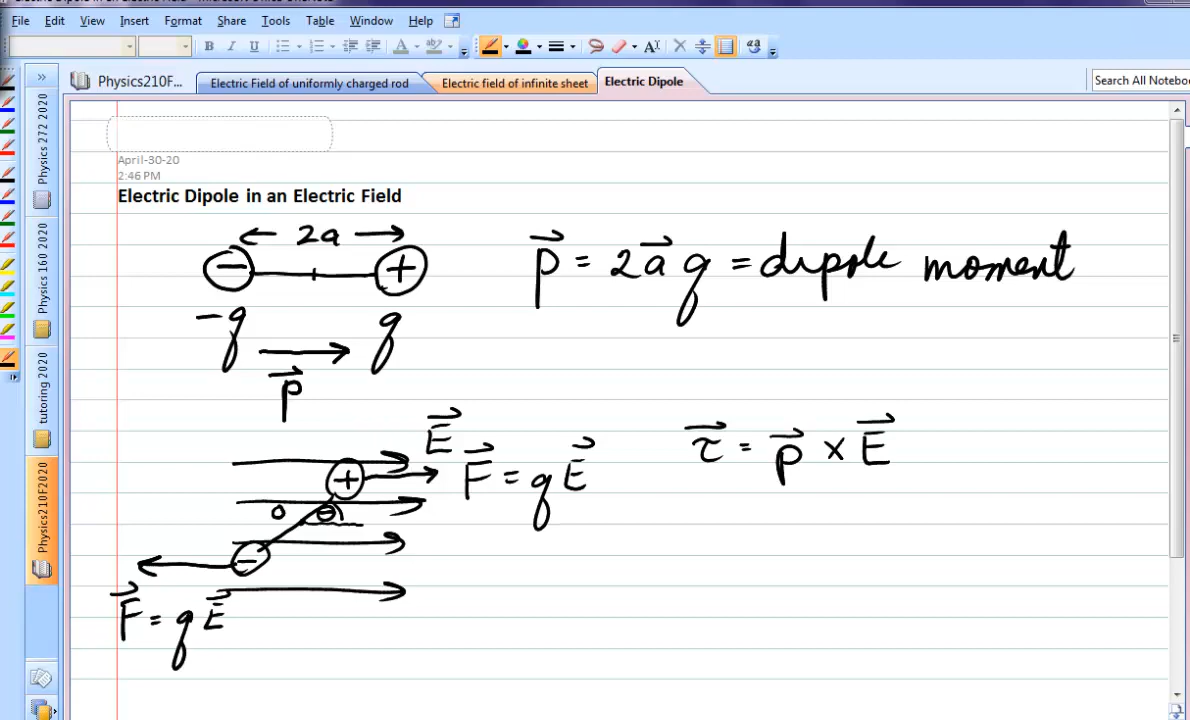 File Edit View Insert Format Share Tools Table Window Help
Physics210F... Electric Field of uniformly charged rod Electric field of infinite sheet Electric Dipole Search All Notebo
Physics 272 2020
Physics 160 2020
tutoring 2020
Physics210F2020
April-30-20
2:46 PM
Electric Dipole in an Electric Field
← 2a →
− +
-q q
p⃗ = 2a⃗ q = dipole moment
p⃗
E⃗
+ F⃗ = qE⃗
τ⃗ = p⃗ × E⃗
O θ
−
F⃗ = qE⃗